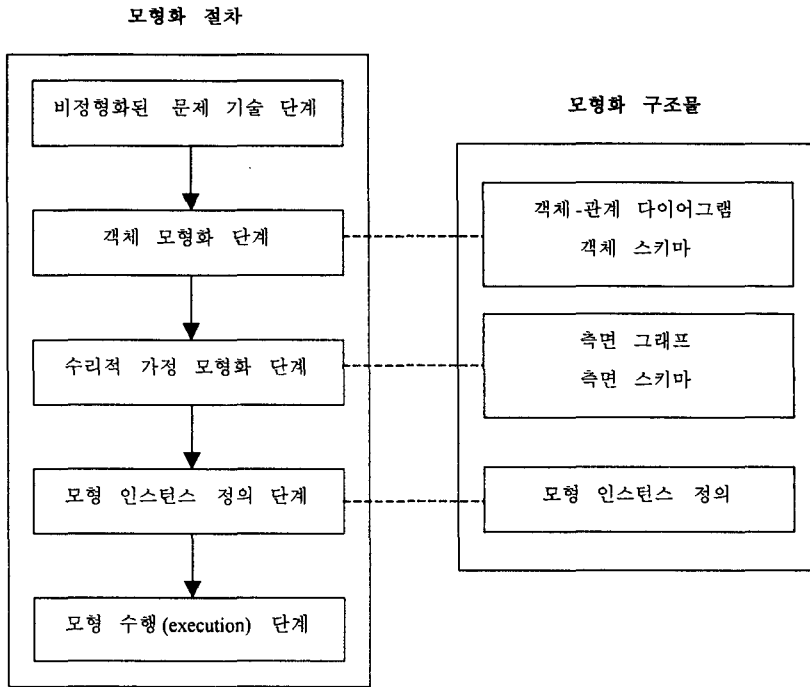 모형화 절차
비정형화된 문제 기술 단계
객체 모형화 단계
수리적 가정 모형화 단계
모형 인스턴스 정의 단계
모형 수행(execution) 단계
모형화 구조물
객체-관계 다이어그램
객체 스키마
측면 그래프
측면 스키마
모형 인스턴스 정의